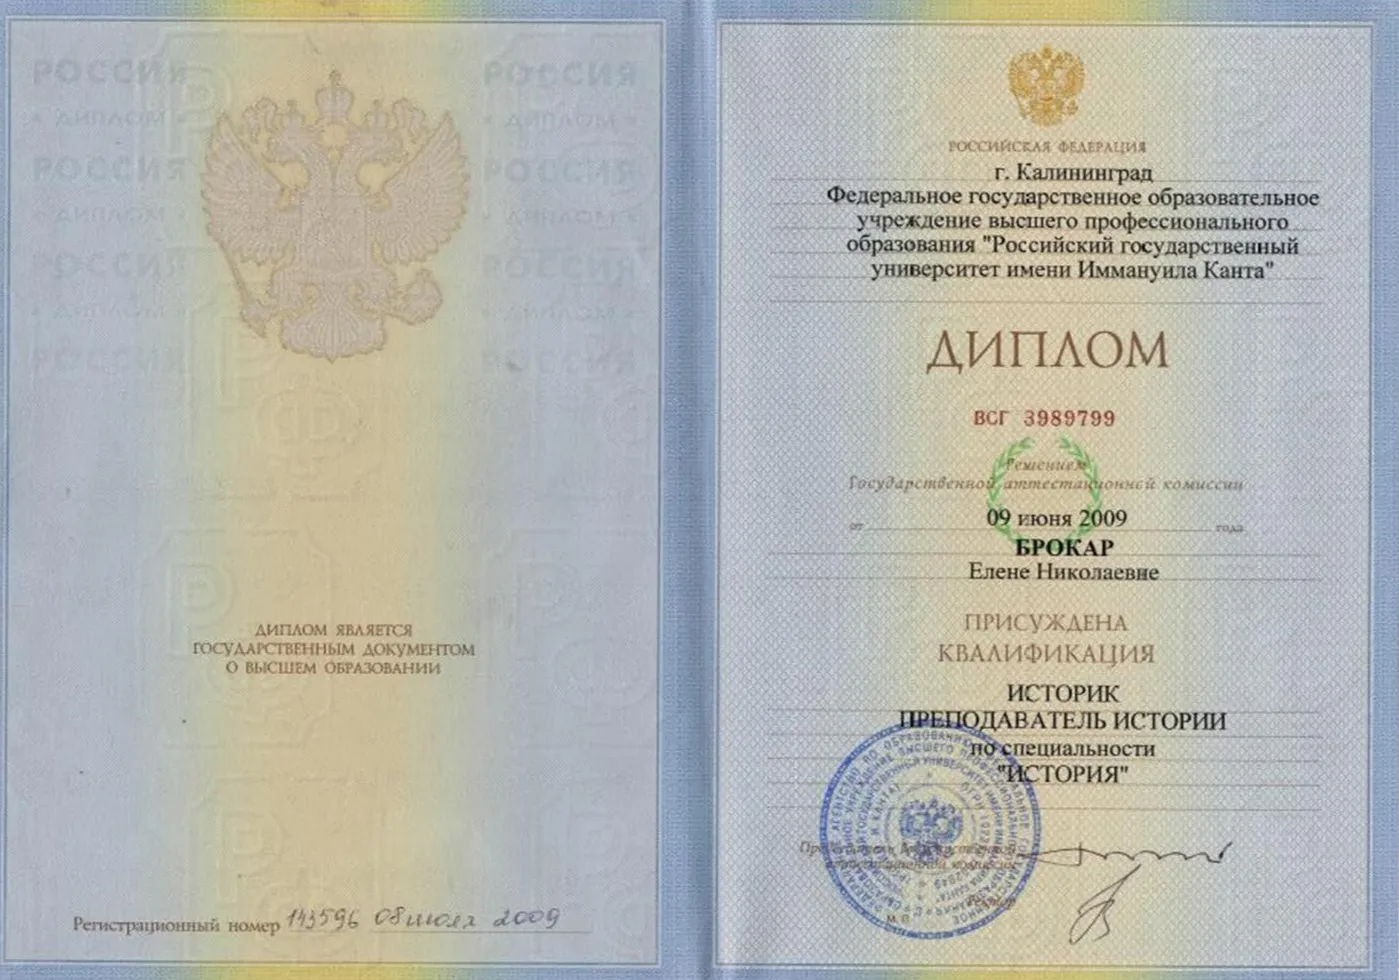 РОССИЯ РОССИЯ
ДИПЛОМ ДИПЛОМ
РОССИЯ РОССИЯ
ДИПЛОМ ДИПЛОМ
РОССИЯ РОССИЯ
ДИПЛОМ ДИПЛОМ
РОССИЯ РОССИЯ
ДИПЛОМ ЯВЛЯЕТСЯ
ГОСУДАРСТВЕННЫМ ДОКУМЕНТОМ
О ВЫСШЕМ ОБРАЗОВАНИИ
Регистрационный номер 143596 08 июля 2009
РОССИЙСКАЯ ФЕДЕРАЦИЯ
г. Калининград
Федеральное государственное образовательное
учреждение высшего профессионального
образования "Российский государственный
университет имени Иммануила Канта"
ДИПЛОМ
ВСГ 3989799
Решением
Государственной аттестационной комиссии
от 09 июня 2009 года
БРОКАР
Елене Николаевне
ПРИСУЖДЕНА
КВАЛИФИКАЦИЯ
ИСТОРИК
ПРЕПОДАВАТЕЛЬ ИСТОРИИ
по специальности
"ИСТОРИЯ"
М.П.